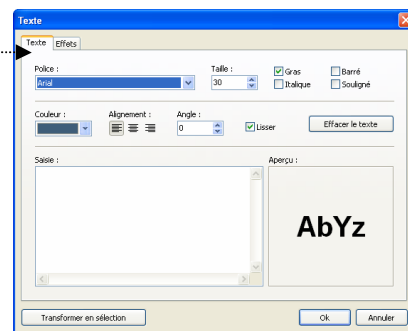 Texte
Texte Effets
Police : Taille : Gras Barré
Arial 30 Italique Souligné
Couleur : Alignement : Angle :
0 Lisser Effacer le texte
Saisie : Aperçu :
AbYz
Transformer en sélection Ok Annuler